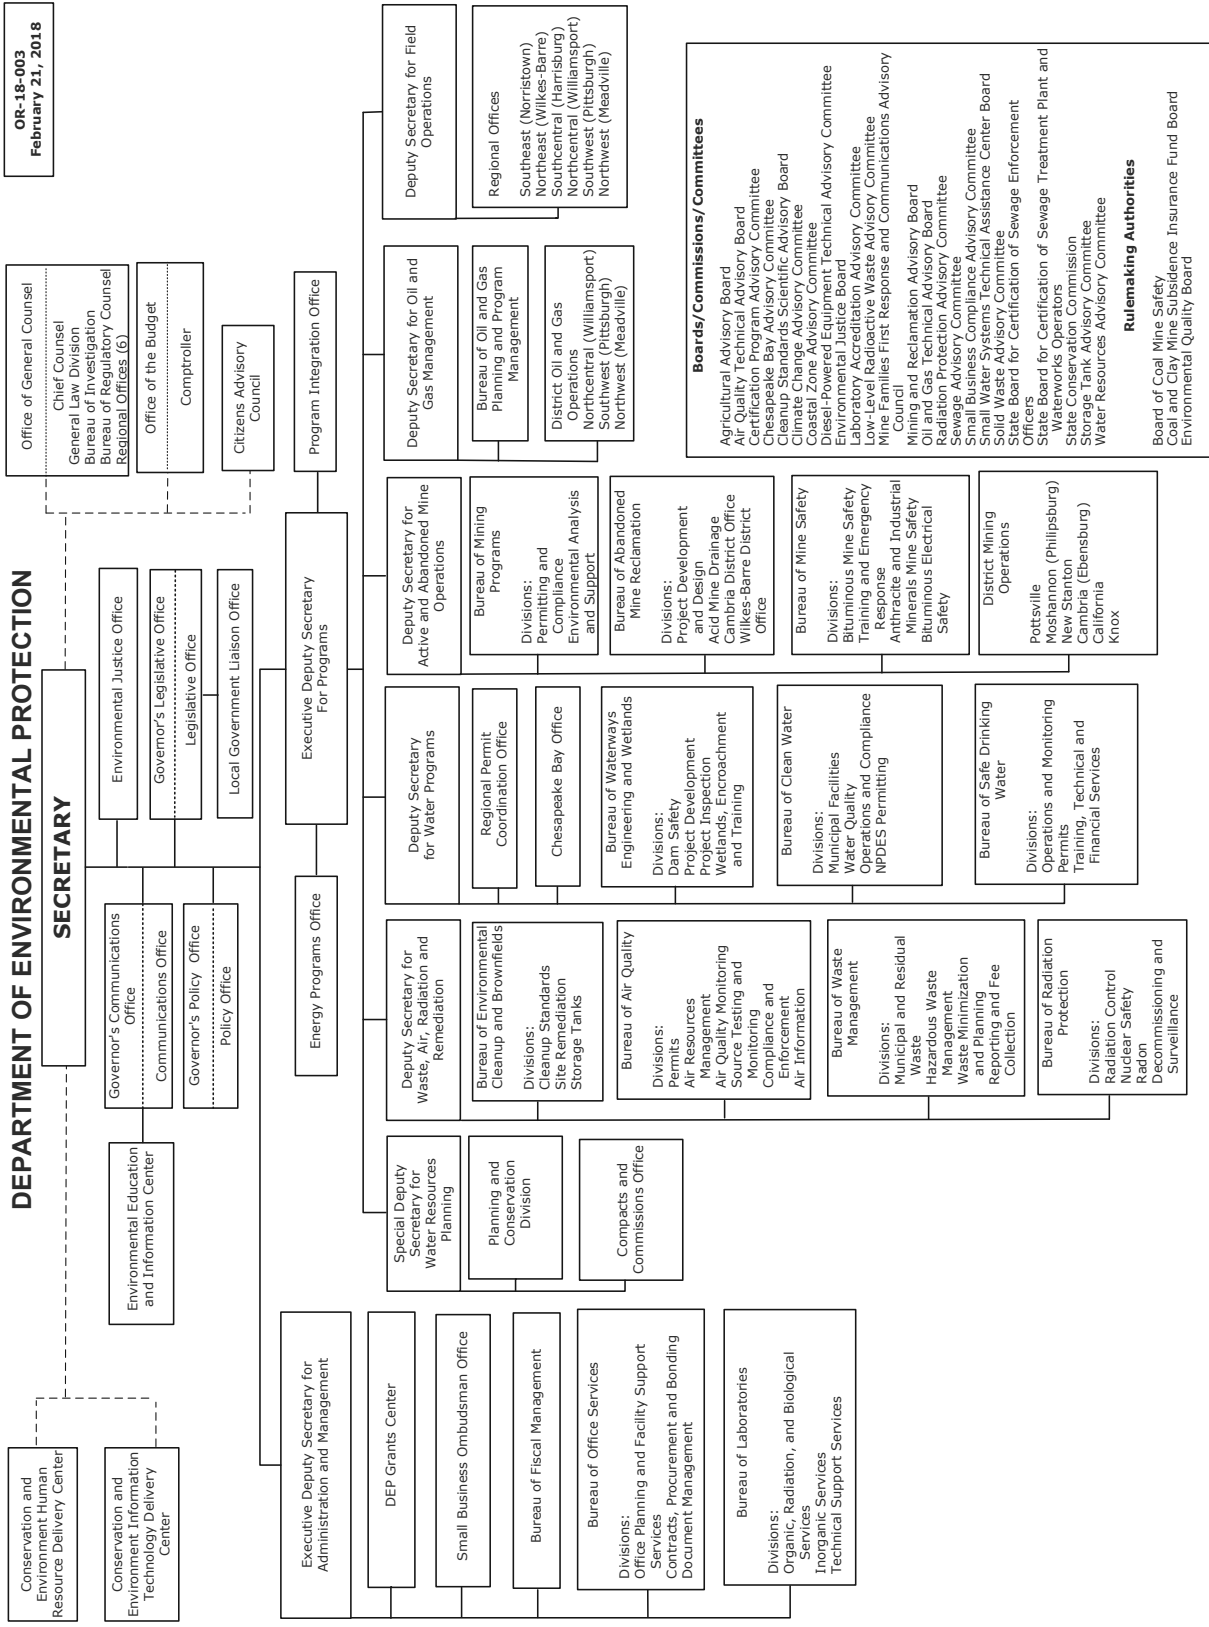 DEPARTMENT OF ENVIRONMENTAL PROTECTION
OR-18-003
February 21, 2018
SECRETARY
Conservation and
Environment Human
Resource Delivery Center
Conservation and
Environment Information
Technology Delivery
Center
Office of General Counsel
Chief Counsel
General Law Division
Bureau of Investigation
Bureau of Regulatory Counsel
Regional Offices (6)
Office of the Budget
Comptroller
Citizens Advisory
Council
Environmental Education
and Information Center
Governor's Communications
Office
Communications Office
Governor's Policy Office
Policy Office
Environmental Justice Office
Governor's Legislative Office
Legislative Office
Local Government Liaison Office
Executive Deputy Secretary for
Administration and Management
DEP Grants Center
Small Business Ombudsman Office
Bureau of Fiscal Management
Bureau of Office Services
Divisions:
Office Planning and Facility Support
Services
Contracts, Procurement and Bonding
Document Management
Bureau of Laboratories
Divisions:
Organic, Radiation, and Biological
Services
Inorganic Services
Technical Support Services
Energy Programs Office
Executive Deputy Secretary
For Programs
Program Integration Office
Special Deputy
Secretary for
Water Resources
Planning
Planning and
Conservation
Division
Compacts and
Commissions Office
Deputy Secretary for
Waste, Air, Radiation and
Remediation
Bureau of Environmental
Cleanup and Brownfields
Divisions:
Cleanup Standards
Site Remediation
Storage Tanks
Bureau of Air Quality
Divisions:
Permits
Air Resources
Management
Air Quality Monitoring
Source Testing and
Monitoring
Compliance and
Enforcement
Air Information
Bureau of Waste
Management
Divisions:
Municipal and Residual
Waste
Hazardous Waste
Management
Waste Minimization
and Planning
Reporting and Fee
Collection
Bureau of Radiation
Protection
Divisions:
Radiation Control
Nuclear Safety
Radon
Decommissioning and
Surveillance
Deputy Secretary
for Water Programs
Regional Permit
Coordination Office
Chesapeake Bay Office
Bureau of Waterways
Engineering and Wetlands
Divisions:
Dam Safety
Project Development
Project Inspection
Wetlands, Encroachment
and Training
Bureau of Clean Water
Divisions:
Municipal Facilities
Water Quality
Operations and Compliance
NPDES Permitting
Bureau of Safe Drinking
Water
Divisions:
Operations and Monitoring
Permits
Training, Technical and
Financial Services
Deputy Secretary for
Active and Abandoned Mine
Operations
Bureau of Mining
Programs
Divisions:
Permitting and
Compliance
Environmental Analysis
and Support
Bureau of Abandoned
Mine Reclamation
Divisions:
Project Development
and Design
Acid Mine Drainage
Cambria District Office
Wilkes-Barre District
Office
Bureau of Mine Safety
Divisions:
Bituminous Mine Safety
Training and Emergency
Response
Anthracite and Industrial
Minerals Mine Safety
Bituminous Electrical
Safety
District Mining
Operations
Pottsville
Moshannon (Philipsburg)
New Stanton
Cambria (Ebensburg)
California
Knox
Deputy Secretary for Oil and
Gas Management
Bureau of Oil and Gas
Planning and Program
Management
District Oil and Gas
Operations
Northcentral (Williamsport)
Southwest (Pittsburgh)
Northwest (Meadville)
Deputy Secretary for Field
Operations
Regional Offices
Southeast (Norristown)
Northeast (Wilkes-Barre)
Southcentral (Harrisburg)
Northcentral (Williamsport)
Southwest (Pittsburgh)
Northwest (Meadville)
Boards/Commissions/Committees
Agricultural Advisory Board
Air Quality Technical Advisory Board
Certification Program Advisory Committee
Chesapeake Bay Advisory Committee
Cleanup Standards Scientific Advisory Board
Climate Change Advisory Committee
Coastal Zone Advisory Committee
Diesel-Powered Equipment Technical Advisory Committee
Environmental Justice Board
Laboratory Accreditation Advisory Committee
Low-Level Radioactive Waste Advisory Committee
Mine Families First Response and Communications Advisory
Council
Mining and Reclamation Advisory Board
Oil and Gas Technical Advisory Board
Radiation Protection Advisory Committee
Sewage Advisory Committee
Small Business Compliance Advisory Committee
Small Water Systems Technical Assistance Center Board
Solid Waste Advisory Committee
State Board for Certification of Sewage Enforcement
Officers
State Board for Certification of Sewage Treatment Plant and
Waterworks Operators
State Conservation Commission
Storage Tank Advisory Committee
Water Resources Advisory Committee
Rulemaking Authorities
Board of Coal Mine Safety
Coal and Clay Mine Subsidence Insurance Fund Board
Environmental Quality Board